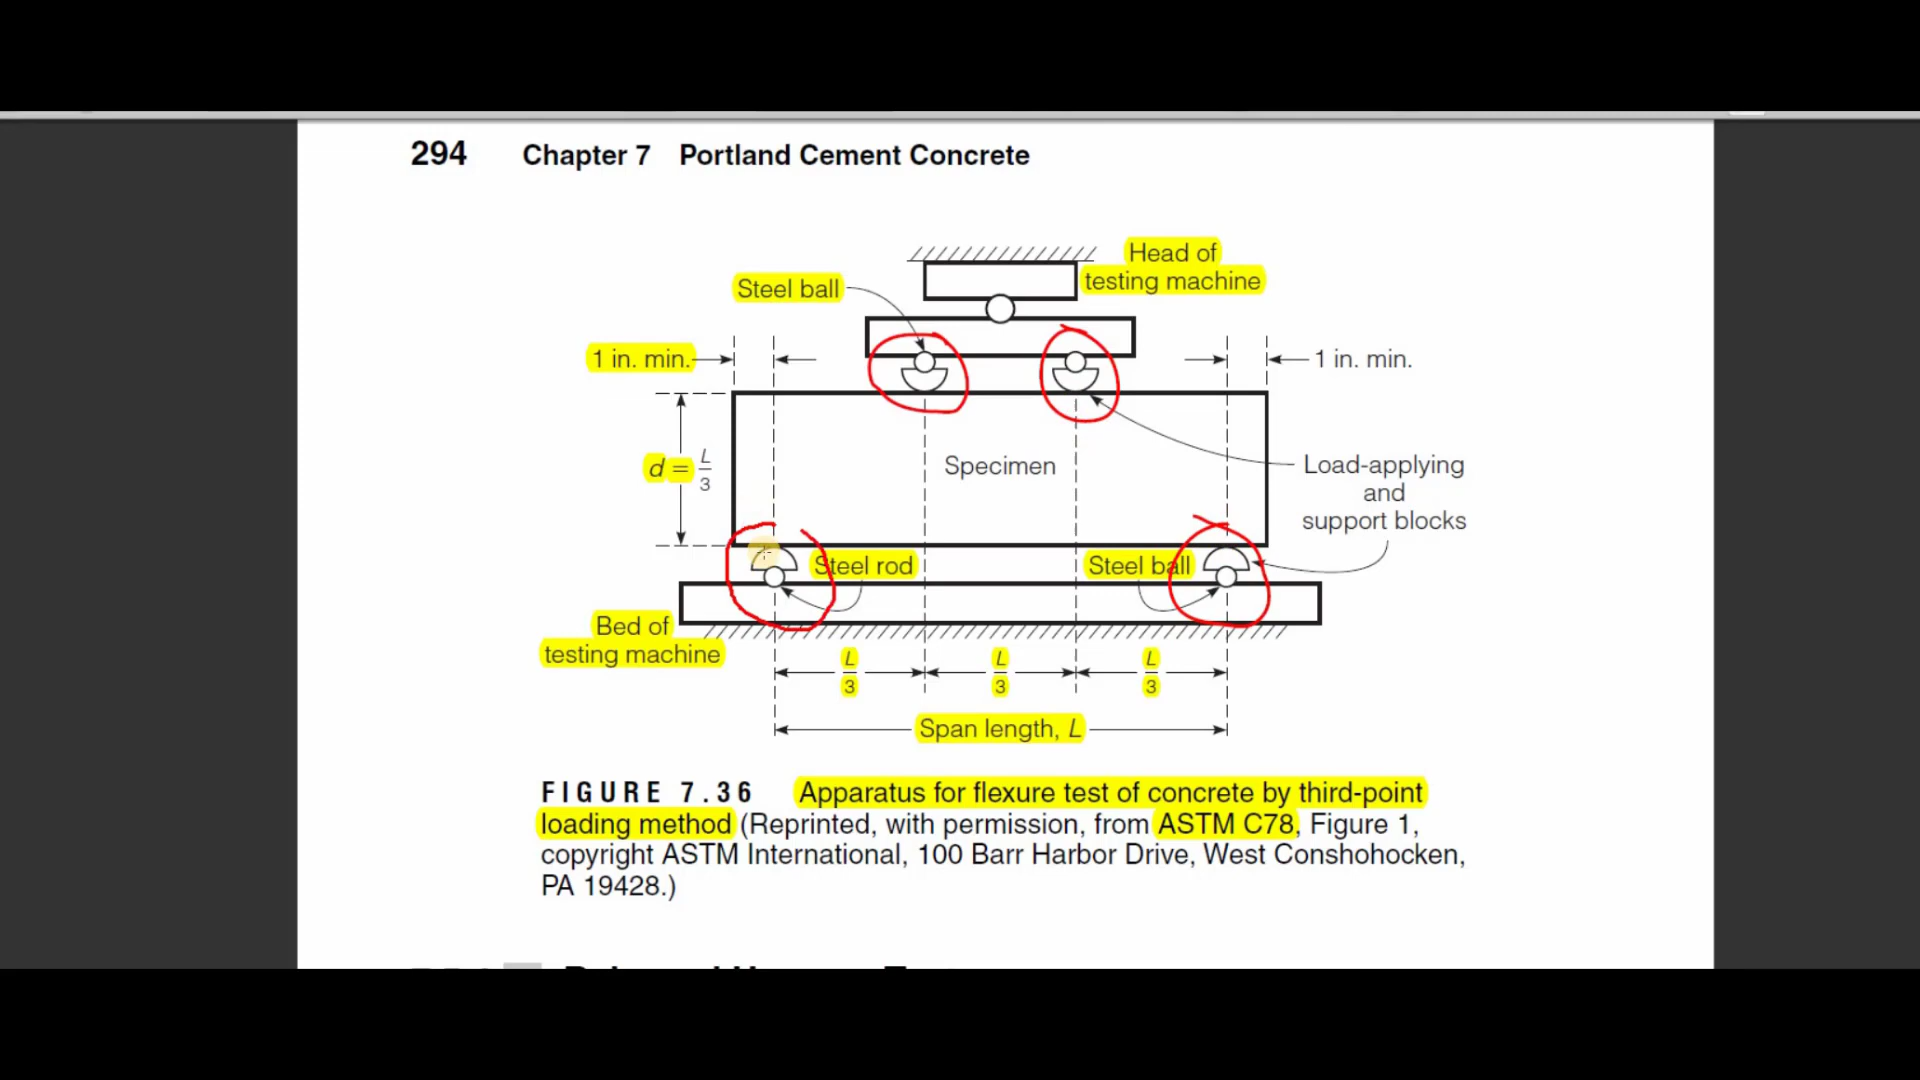 294 Chapter 7 Portland Cement Concrete
Head of
testing machine
Steel ball
1 in. min.
1 in. min.
d = L/3
Specimen
Load-applying
and
support blocks
Steel rod
Steel ball
Bed of
testing machine
L/3 L/3 L/3
Span length, L
FIGURE 7.36 Apparatus for flexure test of concrete by third-point
loading method (Reprinted, with permission, from ASTM C78, Figure 1,
copyright ASTM International, 100 Barr Harbor Drive, West Conshohocken,
PA 19428.)